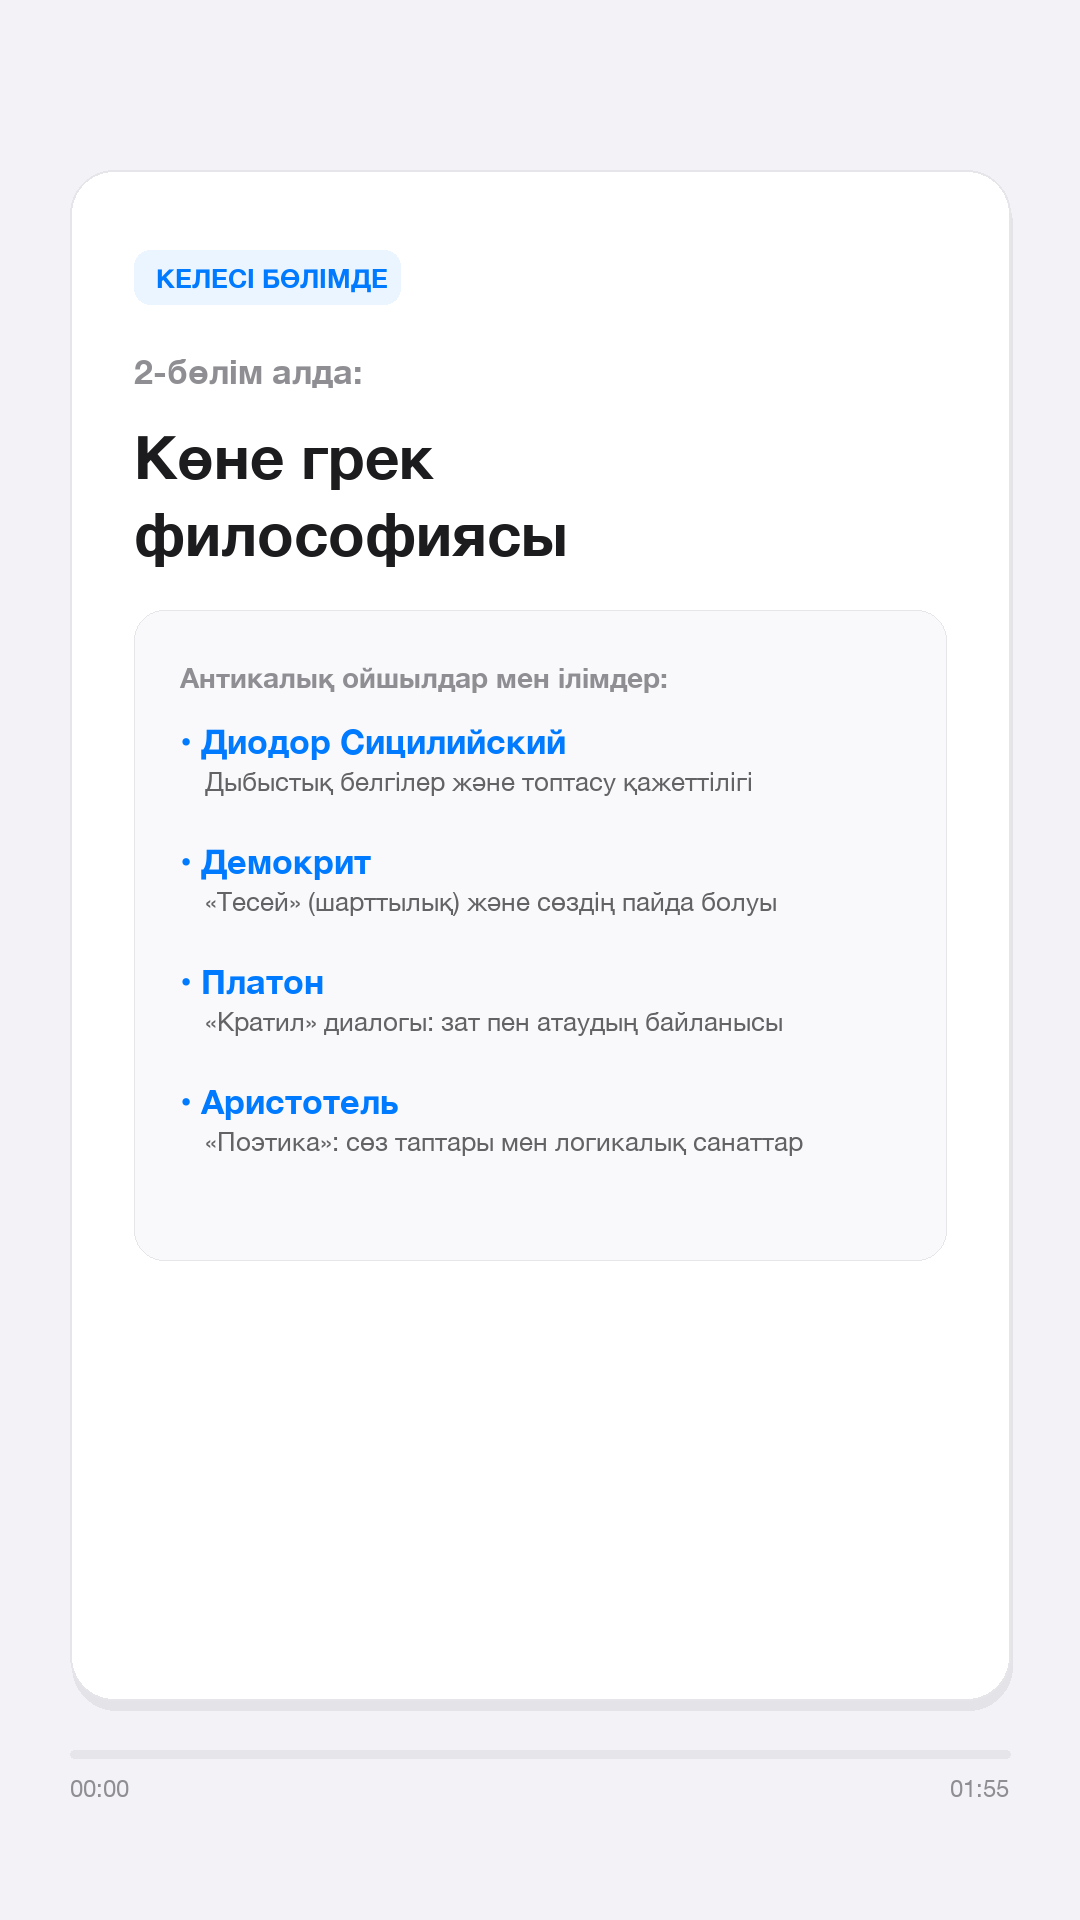 КЕЛЕСІ БӨЛІМДЕ
2-бөлім алда:
Көне грек
философиясы
Антикалық ойшылдар мен ілімдер:
• Диодор Сицилийский
Дыбыстық белгілер және топтасу қажеттілігі
• Демокрит
«Тесей» (шарттылық) және сөздің пайда болуы
• Платон
«Кратил» диалогы: зат пен атаудың байланысы
• Аристотель
«Поэтика»: сөз таптары мен логикалық санаттар
00:00
01:55